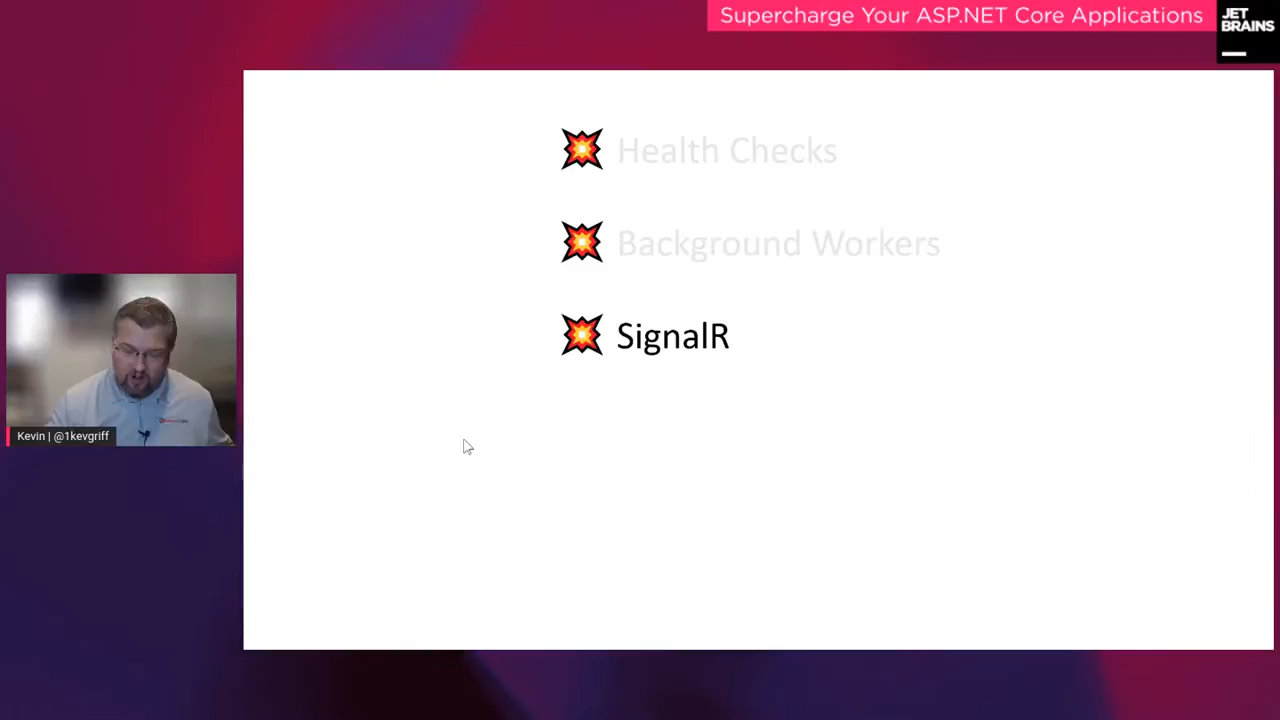 Supercharge Your ASP.NET Core Applications
JET
BRAINS
Health Checks
Background Workers
SignalR
Kevin | @1kevgriff